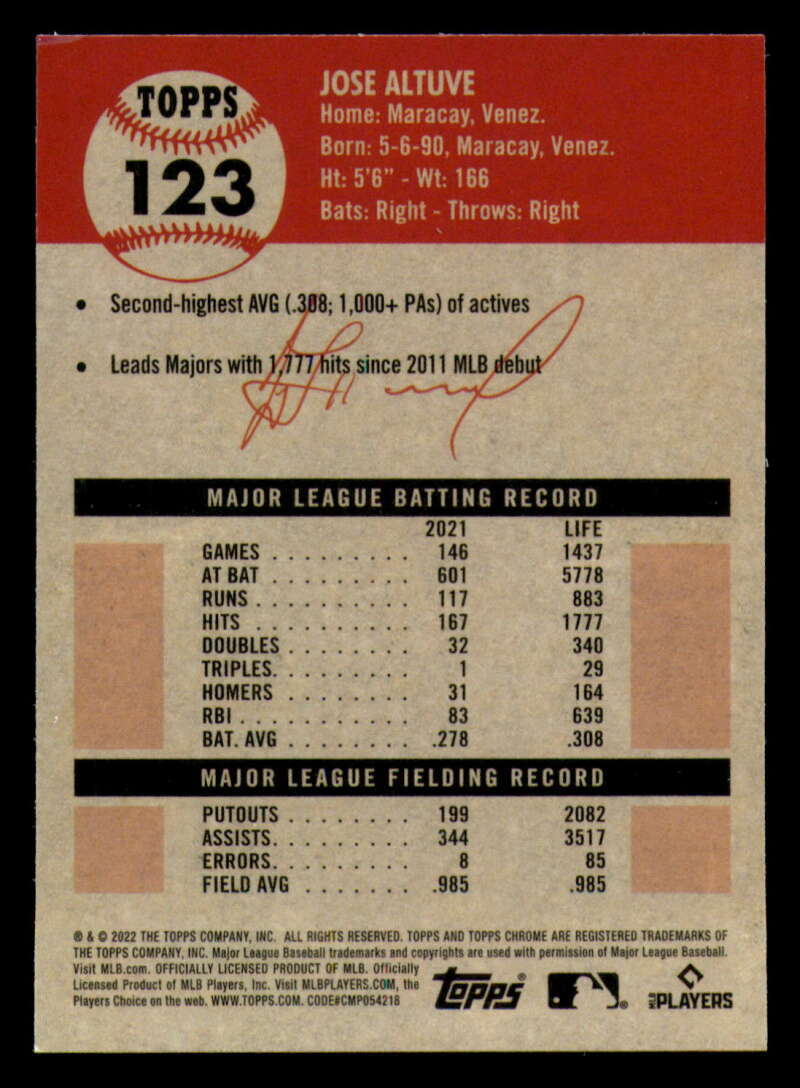 TOPPS
123
JOSE ALTUVE
Home: Maracay, Venez.
Born: 5-6-90, Maracay, Venez.
Ht: 5'6" - Wt: 166
Bats: Right - Throws: Right
• Second-highest AVG (.308; 1,000+ PAs) of actives
• Leads Majors with 1,777 hits since 2011 MLB debut
MAJOR LEAGUE BATTING RECORD
2021 LIFE
GAMES . . . . . . . . . 146 1437
AT BAT . . . . . . . . . 601 5778
RUNS . . . . . . . . . . 117 883
HITS . . . . . . . . . . 167 1777
DOUBLES . . . . . . . . 32 340
TRIPLES. . . . . . . . . 1 29
HOMERS . . . . . . . . 31 164
RBI . . . . . . . . . . . 83 639
BAT. AVG . . . . . . . . .278 .308
MAJOR LEAGUE FIELDING RECORD
PUTOUTS . . . . . . . . 199 2082
ASSISTS. . . . . . . . . 344 3517
ERRORS. . . . . . . . . 8 85
FIELD AVG . . . . . . . .985 .985
® & © 2022 THE TOPPS COMPANY, INC. ALL RIGHTS RESERVED. TOPPS AND TOPPS CHROME ARE REGISTERED TRADEMARKS OF
THE TOPPS COMPANY, INC. Major League Baseball trademarks and copyrights are used with permission of Major League Baseball.
Visit MLB.com. OFFICIALLY LICENSED PRODUCT OF MLB. Officially
Licensed Product of MLB Players, Inc. Visit MLBPLAYERS.COM, the
Players Choice on the web. WWW.TOPPS.COM. CODE#CMP054218
Topps®
MLB PLAYERS